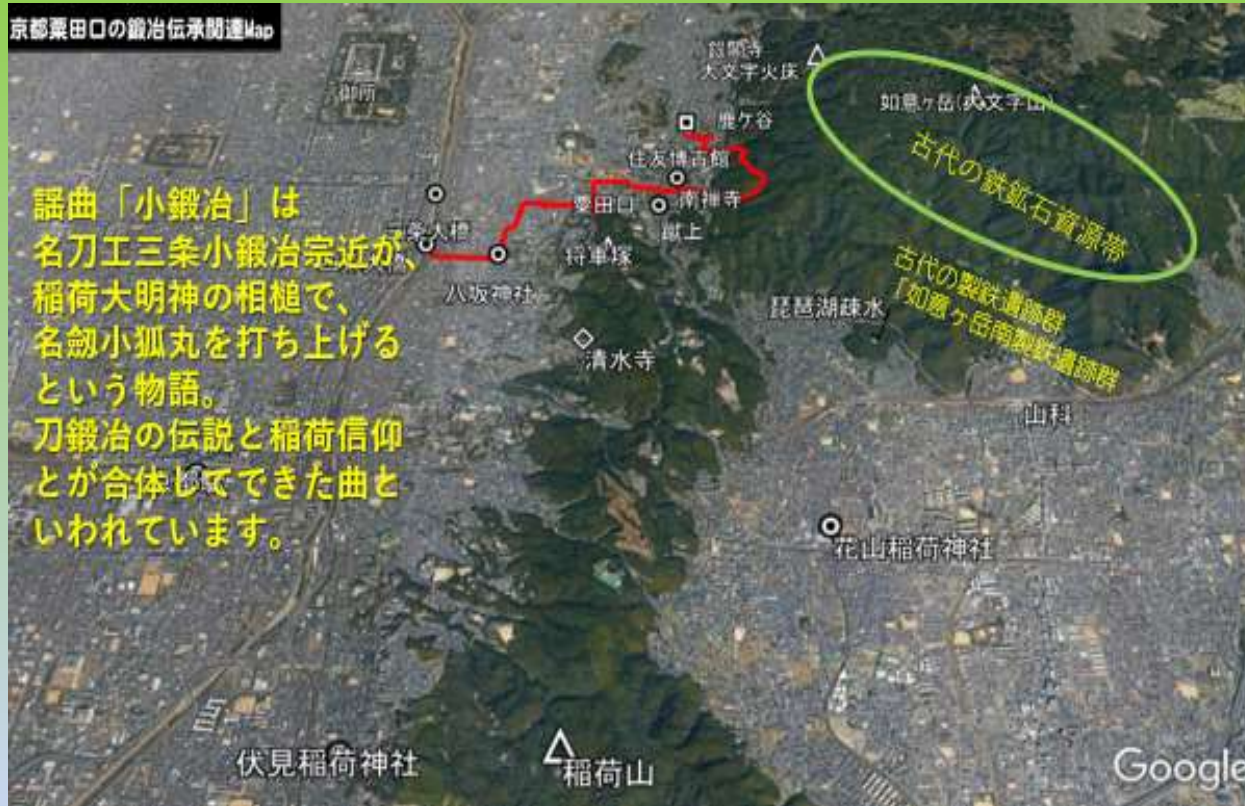 京都粟田口の鍛冶伝承関連Map
御所
大文字火床
如意ヶ岳(大文字山)
鹿ケ谷
古代の鉄鉱石資源帯
住友博古館
謡曲「小鍛冶」は
名刀工三条小鍛冶宗近が、
稲荷大明神の相槌で、
名劔小狐丸を打ち上げる
という物語。
刀鍛冶の伝説と稲荷信仰
とが合体してできた曲と
いわれています。
粟田口
南禅寺
蹴上
将軍塚
八坂神社
古代の製鉄遺跡群
「如意ヶ岳南製鉄遺跡群
琵琶湖疎水
清水寺
山科
花山稲荷神社
伏見稲荷神社
稲荷山
Google